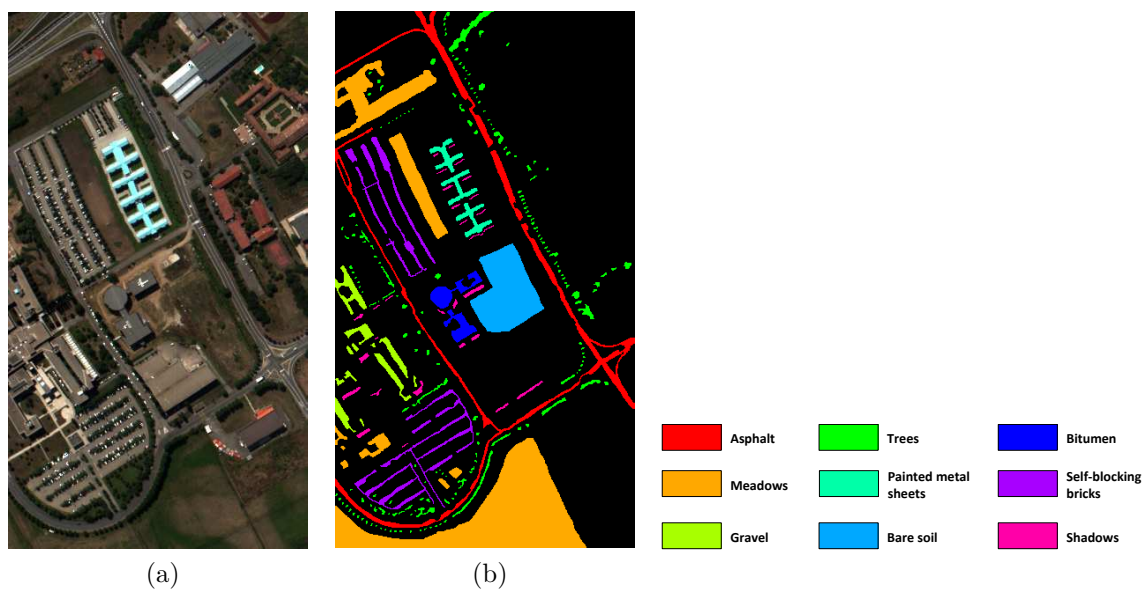 Asphalt
Trees
Bitumen
Meadows
Painted metal
sheets
Self-blocking
bricks
Gravel
Bare soil
Shadows
(a)
(b)